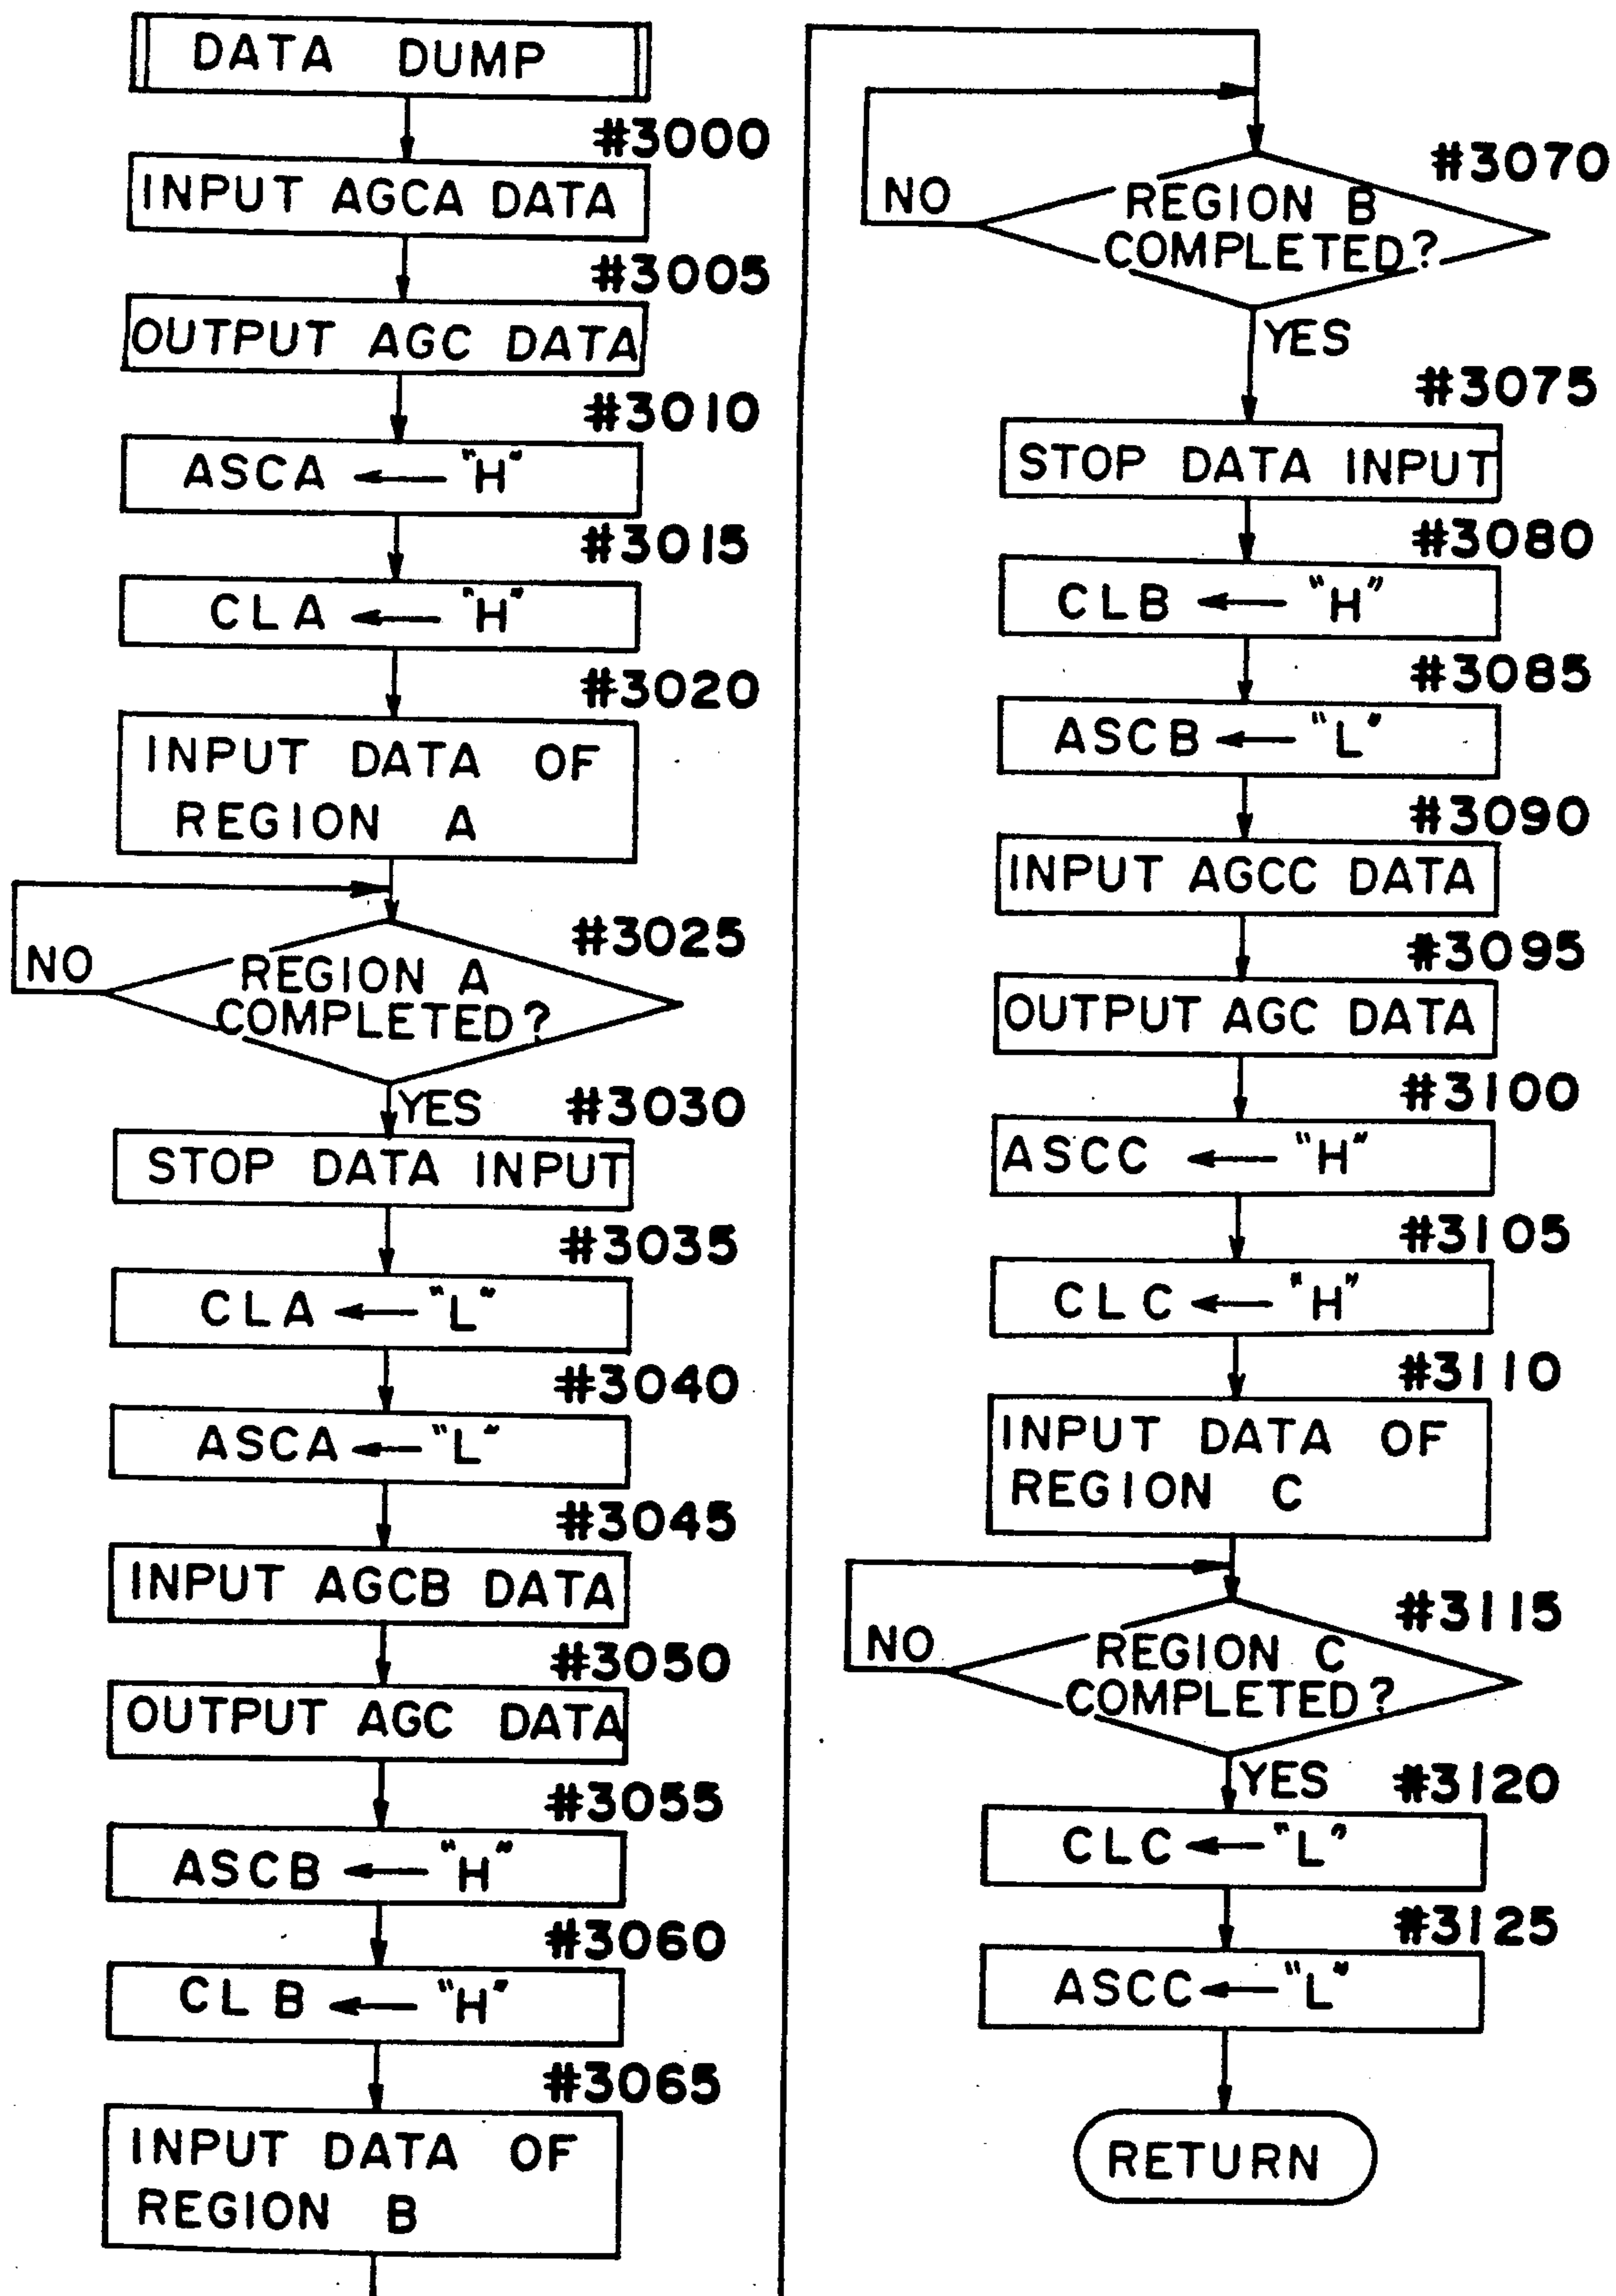 DATA DUMP
#3000
INPUT AGCA DATA
#3005
OUTPUT AGC DATA
#3010
ASCA ← "H"
#3015
CLA ← "H"
#3020
INPUT DATA OF
REGION A
#3025
NO
REGION A
COMPLETED?
YES
#3030
STOP DATA INPUT
#3035
CLA ← "L"
#3040
ASCA ← "L"
#3045
INPUT AGCB DATA
#3050
OUTPUT AGC DATA
#3055
ASCB ← "H"
#3060
CLB ← "H"
#3065
INPUT DATA OF
REGION B
#3070
NO
REGION B
COMPLETED?
YES
#3075
STOP DATA INPUT
#3080
CLB ← "H"
#3085
ASCB ← "L"
#3090
INPUT AGCC DATA
#3095
OUTPUT AGC DATA
#3100
ASCC ← "H"
#3105
CLC ← "H"
#3110
INPUT DATA OF
REGION C
#3115
NO
REGION C
COMPLETED?
YES
#3120
CLC ← "L"
#3125
ASCC ← "L"
RETURN